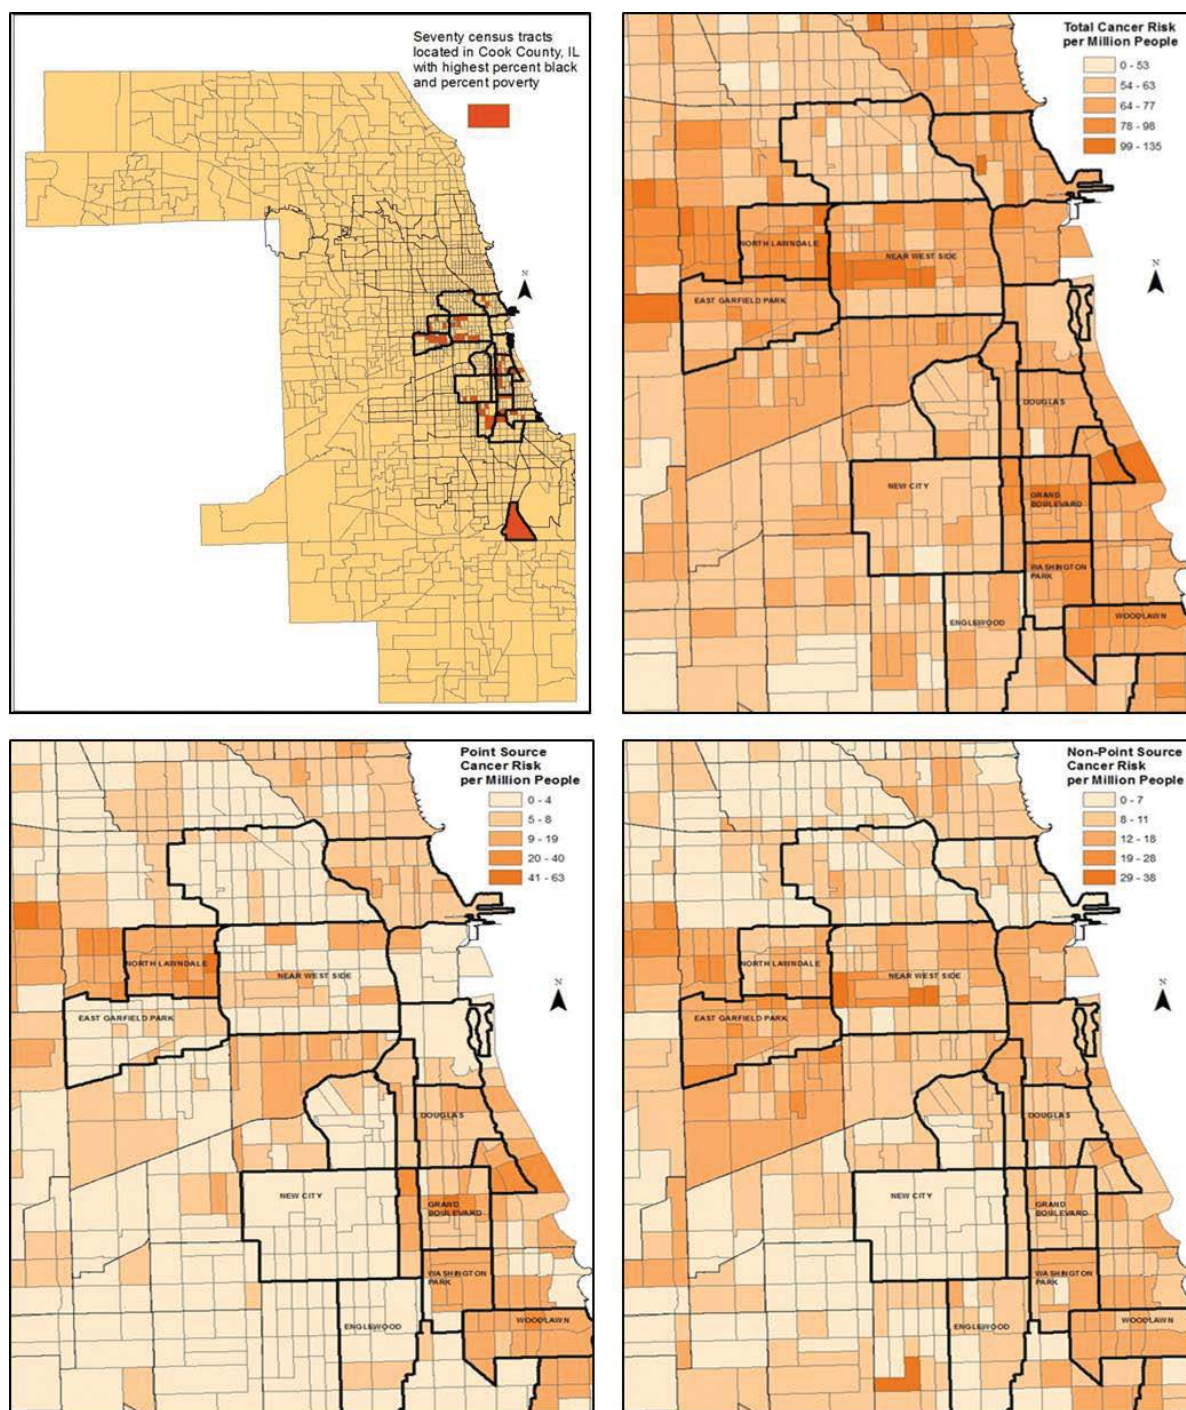 Seventy census tracts
located in Cook County, IL
with highest percent black
and percent poverty
N
Total Cancer Risk
per Million People
0 - 53
54 - 63
64 - 77
78 - 98
99 - 135
NORTH LAWNDALE
NEAR WEST SIDE
N
EAST GARFIELD PARK
DOUGLAS
NEW CITY
GRAND
BOULEVARD
WASHINGTON
PARK
WOODLAWN
ENGLEWOOD
Point Source
Cancer Risk
per Million People
0 - 4
5 - 8
9 - 19
20 - 40
41 - 63
NORTH LAWNDALE
NEAR WEST SIDE
N
EAST GARFIELD PARK
DOUGLAS
NEW CITY
GRAND
BOULEVARD
WASHINGTON
PARK
WOODLAWN
ENGLEWOOD
Non-Point Source
Cancer Risk
per Million People
0 - 7
8 - 11
12 - 18
19 - 28
29 - 38
NORTH LAWNDALE
NEAR WEST SIDE
N
EAST GARFIELD PARK
DOUGLAS
NEW CITY
GRAND
BOULEVARD
WASHINGTON
PARK
WOODLAWN
ENGLEWOOD